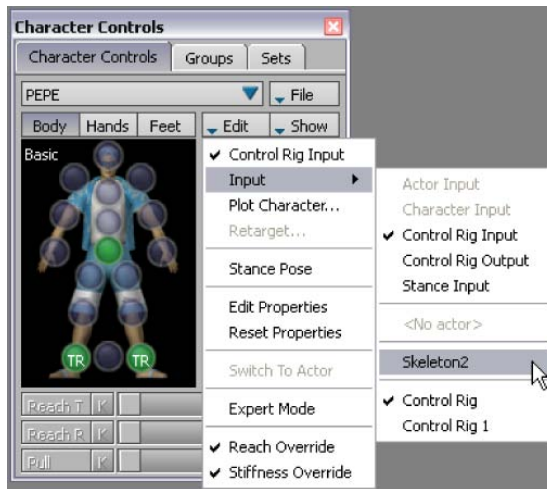 Character Controls
Character Controls Groups Sets
PEPE File
Body Hands Feet Edit Show
Basic
TR TR
Reach T K
Reach R K
Pull K
Control Rig Input
Input
Plot Character...
Retarget...
Stance Pose
Edit Properties
Reset Properties
Switch To Actor
Expert Mode
Reach Override
Stiffness Override
Actor Input
Character Input
Control Rig Input
Control Rig Output
Stance Input
<No actor>
Skeleton2
Control Rig
Control Rig 1